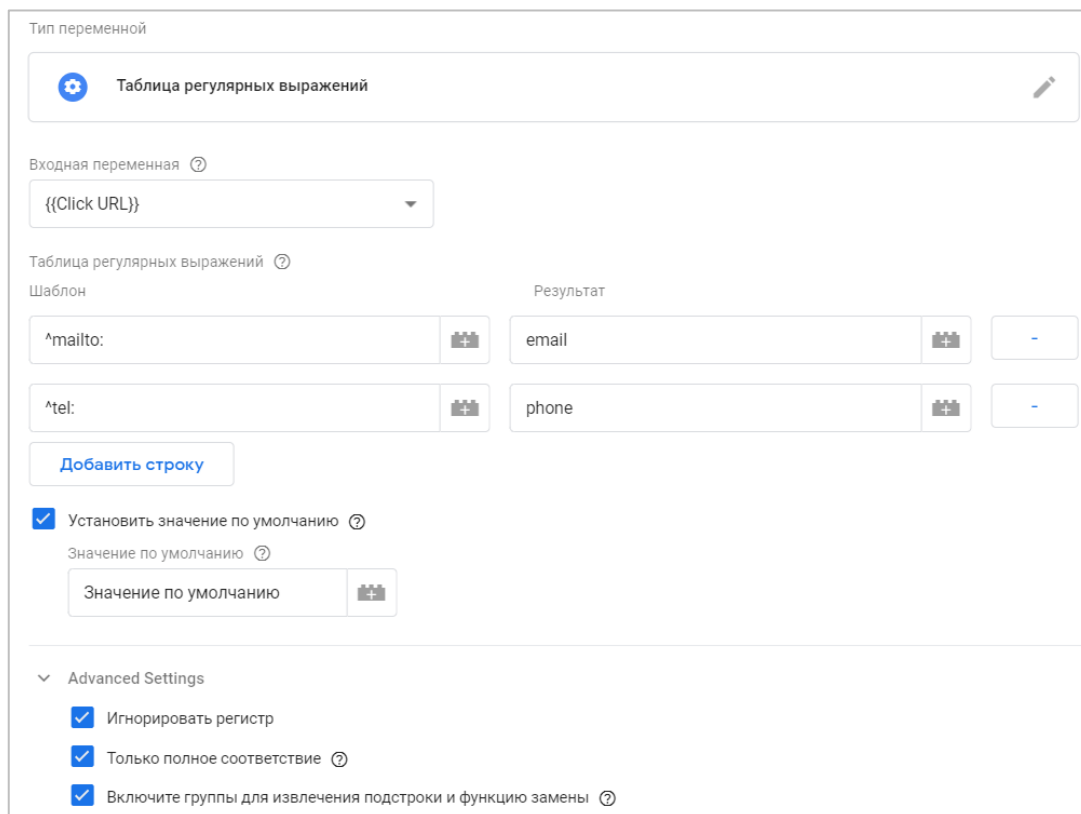 Тип переменной
Таблица регулярных выражений
Входная переменная
{{Click URL}}
Таблица регулярных выражений
Шаблон Результат
^mailto: email -
^tel: phone -
Добавить строку
Установить значение по умолчанию
Значение по умолчанию
Значение по умолчанию
Advanced Settings
Игнорировать регистр
Только полное соответствие
Включите группы для извлечения подстроки и функцию замены